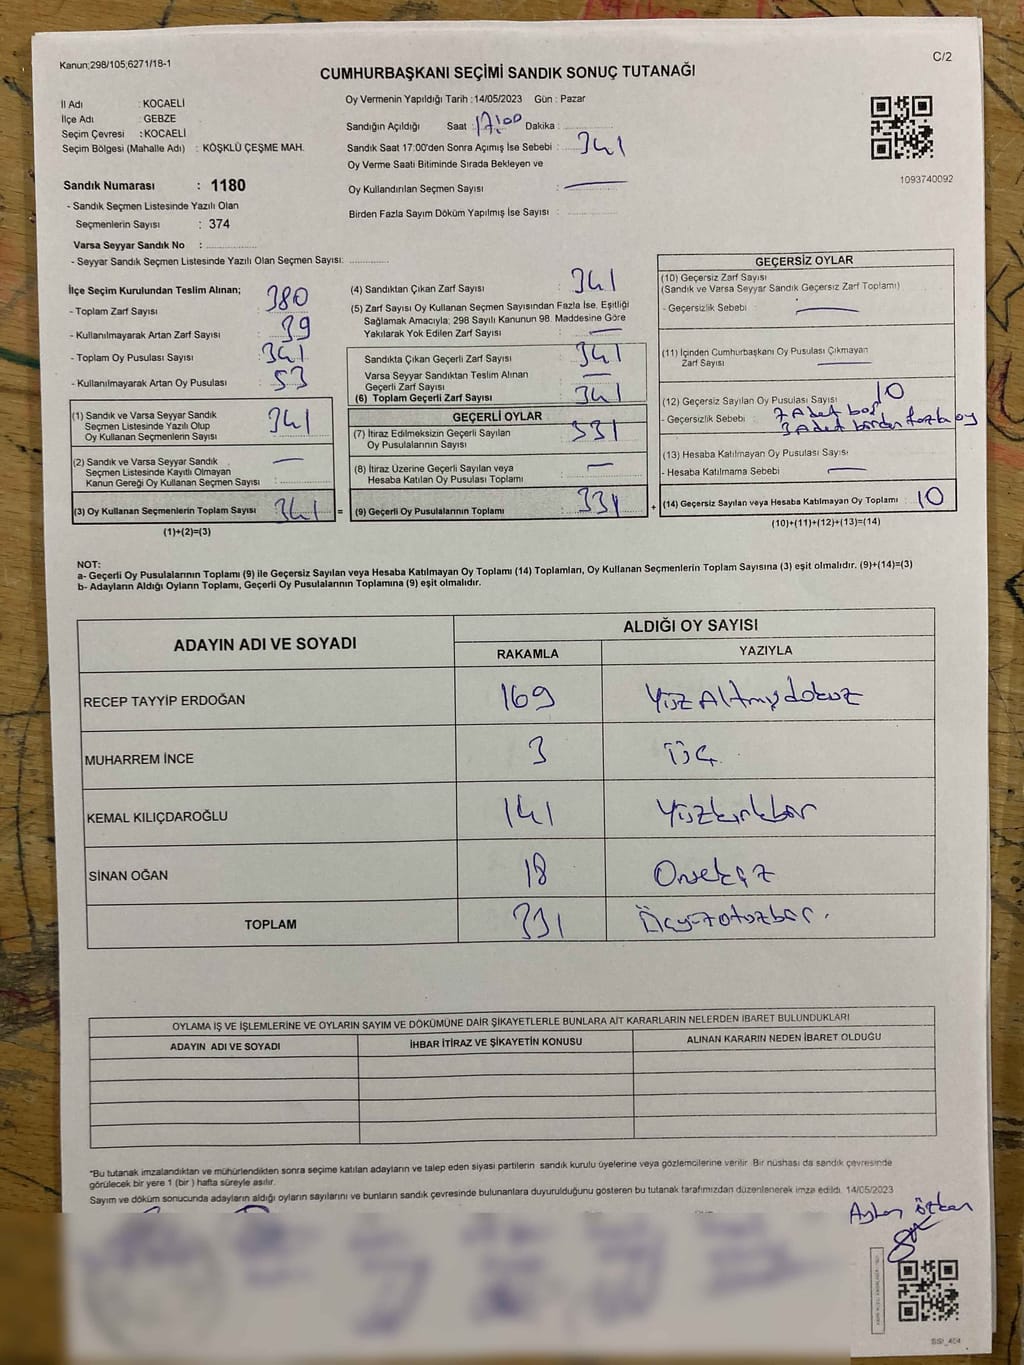 Kanun;298/105;6271/18-1
C/2
CUMHURBAŞKANI SEÇİMİ SANDIK SONUÇ TUTANAĞI
İl Adı : KOCAELİ
İlçe Adı : GEBZE
Seçim Çevresi : KOCAELİ
Seçim Bölgesi (Mahalle Adı) : KÖŞKLÜ ÇEŞME MAH.
Sandık Numarası : 1180
- Sandık Seçmen Listesinde Yazılı Olan
Seçmenlerin Sayısı : 374
Varsa Seyyar Sandık No : ...............
- Seyyar Sandık Seçmen Listesinde Yazılı Olan Seçmen Sayısı: ............
Oy Vermenin Yapıldığı Tarih :14/05/2023 Gün : Pazar
Sandığın Açıldığı Saat :17:00 Dakika :...............
Sandık Saat 17:00'den Sonra Açımış İse Sebebi : 341
Oy Verme Saati Bitiminde Sırada Bekleyen ve
Oy Kullandırılan Seçmen Sayısı : —
Birden Fazla Sayım Döküm Yapılmış İse Sayısı : ...............
1093740092
İlçe Seçim Kurulundan Teslim Alınan;
- Toplam Zarf Sayısı : 380
- Kullanılmayarak Artan Zarf Sayısı : 39
- Toplam Oy Pusulası Sayısı : 341
- Kullanılmayarak Artan Oy Pusulası : 53
(1) Sandık ve Varsa Seyyar Sandık
Seçmen Listesinde Yazılı Olup
Oy Kullanan Seçmenlerin Sayısı : 341
(2) Sandık ve Varsa Seyyar Sandık
Seçmen Listesinde Kayıtlı Olmayan
Kanun Gereği Oy Kullanan Seçmen Sayısı : —
(3) Oy Kullanan Seçmenlerin Toplam Sayısı : 341 =
(1)+(2)=(3)
(4) Sandıktan Çıkan Zarf Sayısı : 341
(5) Zarf Sayısı Oy Kullanan Seçmen Sayısından Fazla İse, Eşitliği
Sağlamak Amacıyla; 298 Sayılı Kanunun 98. Maddesine Göre
Yakılarak Yok Edilen Zarf Sayısı : —
Sandıkta Çıkan Geçerli Zarf Sayısı : 341
Varsa Seyyar Sandıktan Teslim Alınan
Geçerli Zarf Sayısı : —
(6) Toplam Geçerli Zarf Sayısı : 341
GEÇERLİ OYLAR
(7) İtiraz Edilmeksizin Geçerli Sayılan
Oy Pusulalarının Sayısı : 331
(8) İtiraz Üzerine Geçerli Sayılan veya
Hesaba Katılan Oy Pusulası Toplamı : —
(9) Geçerli Oy Pusulalarının Toplamı : 331 +
GEÇERSİZ OYLAR
(10) Geçersiz Zarf Sayısı
(Sandık ve Varsa Seyyar Sandık Geçersiz Zarf Toplamı)
- Geçersizlik Sebebi : —
(11) İçinden Cumhurbaşkanı Oy Pusulası Çıkmayan
Zarf Sayısı : —
(12) Geçersiz Sayılan Oy Pusulası Sayısı : 10
- Geçersizlik Sebebi : 7 Adet boş
3 Adet birden fazla oy
(13) Hesaba Katılmayan Oy Pusulası Sayısı
- Hesaba Katılmama Sebebi : —
(14) Geçersiz Sayılan veya Hesaba Katılmayan Oy Toplamı : 10
(10)+(11)+(12)+(13)=(14)
NOT:
a- Geçerli Oy Pusulalarının Toplamı (9) ile Geçersiz Sayılan veya Hesaba Katılmayan Oy Toplamı (14) Toplamları, Oy Kullanan Seçmenlerin Toplam Sayısına (3) eşit olmalıdır. (9)+(14)=(3)
b- Adayların Aldığı Oyların Toplamı, Geçerli Oy Pusulalarının Toplamına (9) eşit olmalıdır.
ADAYIN ADI VE SOYADI ALDIĞI OY SAYISI
RAKAMLA YAZIYLA
RECEP TAYYİP ERDOĞAN 169 YüzAltmışdokuz
MUHARREM İNCE 3 Üç.
KEMAL KILIÇDAROĞLU 141 Yüzkırkbir
SİNAN OĞAN 18 Onsekiz
TOPLAM 331 Üçyüzotuzbir.
OYLAMA İŞ VE İŞLEMLERİNE VE OYLARIN SAYIM VE DÖKÜMÜNE DAİR ŞİKAYETLERLE BUNLARA AİT KARARLARIN NELERDEN İBARET BULUNDUKLARI
ADAYIN ADI VE SOYADI İHBAR İTİRAZ VE ŞİKAYETİN KONUSU ALINAN KARARIN NEDEN İBARET OLDUĞU
*Bu tutanak imzalandıktan ve mühürlendikten sonra seçime katılan adayların ve talep eden siyasi partilerin sandık kurulu üyelerine veya gözlemcilerine verilir. Bir nushası da sandık çevresinde
görülecek bir yere 1 (bir ) hafta süreyle asılır.
Sayım ve döküm sonucunda adayların aldığı oyların sayılarını ve bunların sandık çevresinde bulunanlara duyurulduğunu gösteren bu tutanak tarafımızdan düzenlenerek imza edildi. 14/05/2023
Ayhan Özkan